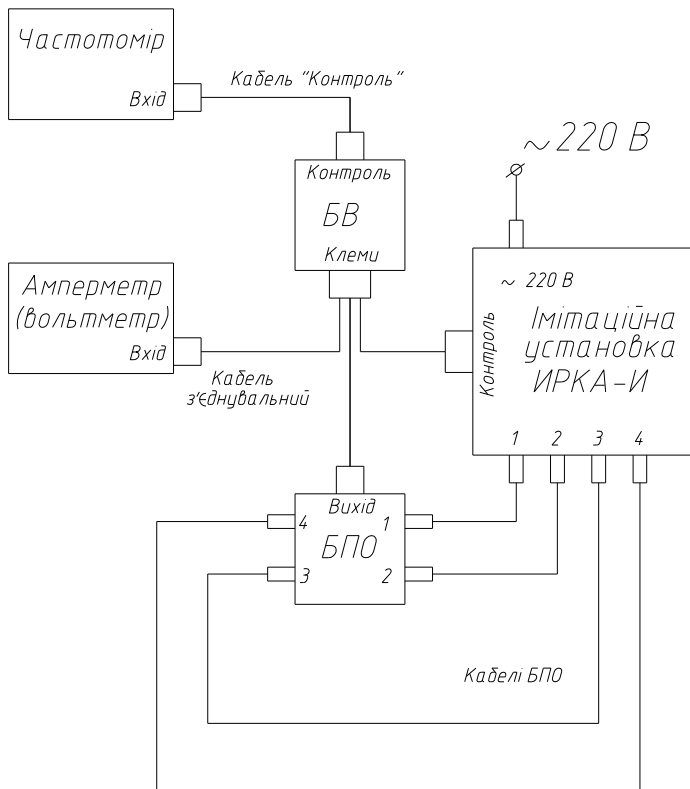 Частотомір
Вхід
Кабель "Контроль"
Контроль
БВ
Клеми
~ 220 В
~ 220 В
Імітаційна
установка
ИРКА-И
Контроль
1 2 3 4
Амперметр
(вольтметр)
Вхід
Кабель
з'єднувальний
Вихід
4 1
БПО
3 2
Кабелі БПО